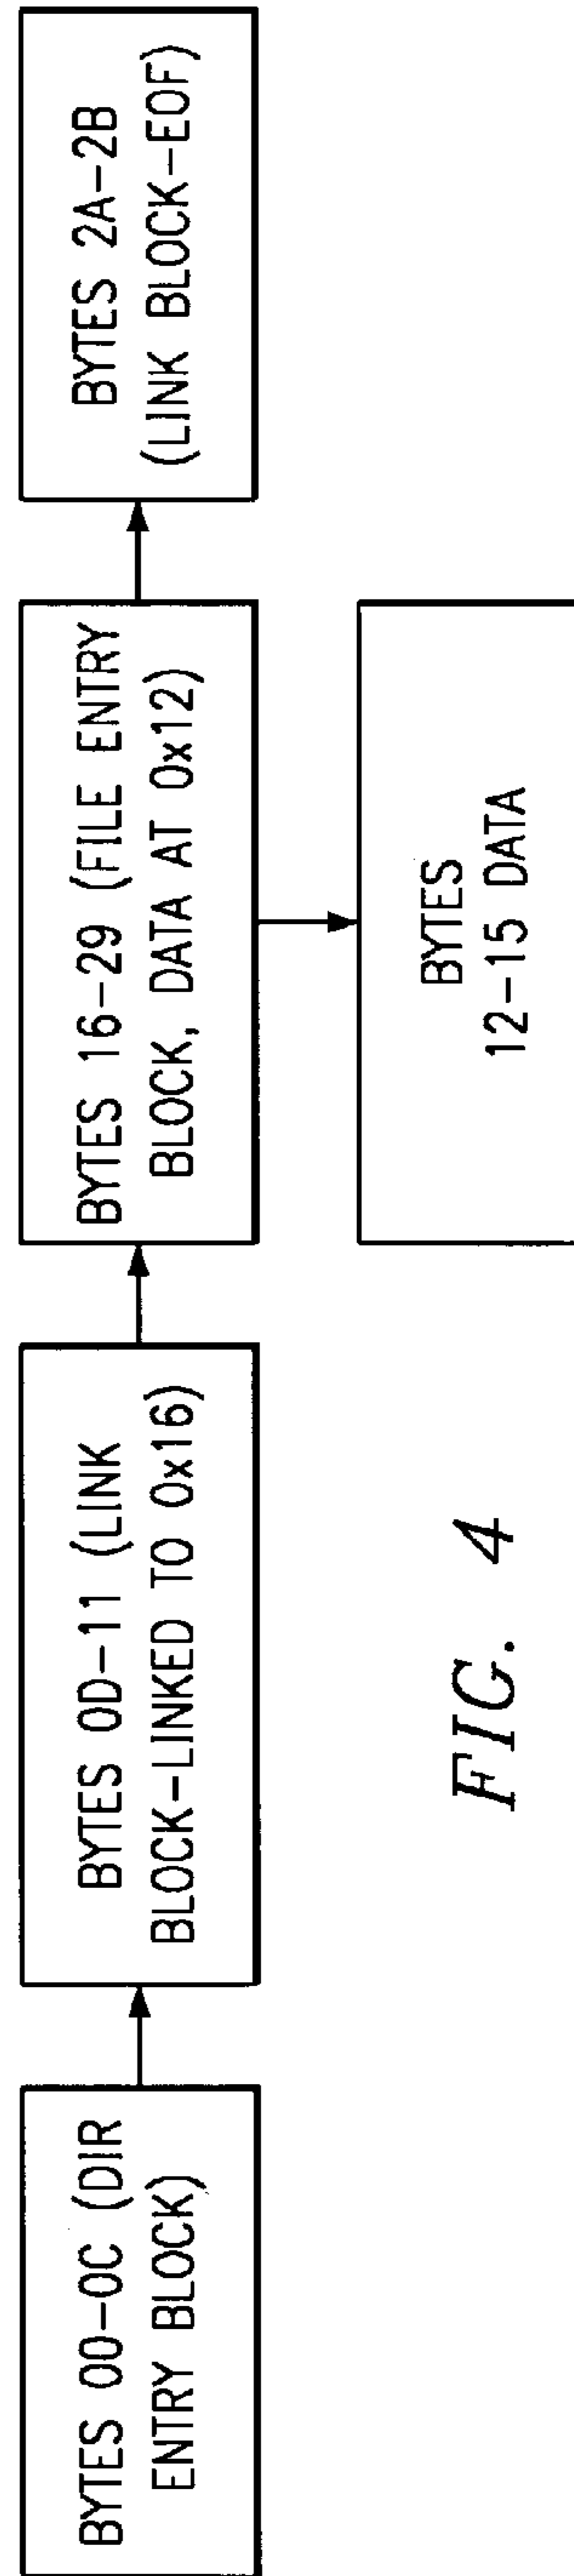 BYTES 00-0C (DIR
ENTRY BLOCK)
BYTES 0D-11 (LINK
BLOCK-LINKED TO 0x16)
BYTES 16-29 (FILE ENTRY
BLOCK, DATA AT 0x12)
BYTES 2A-2B
(LINK BLOCK-EOF)
BYTES
12-15 DATA
FIG. 4